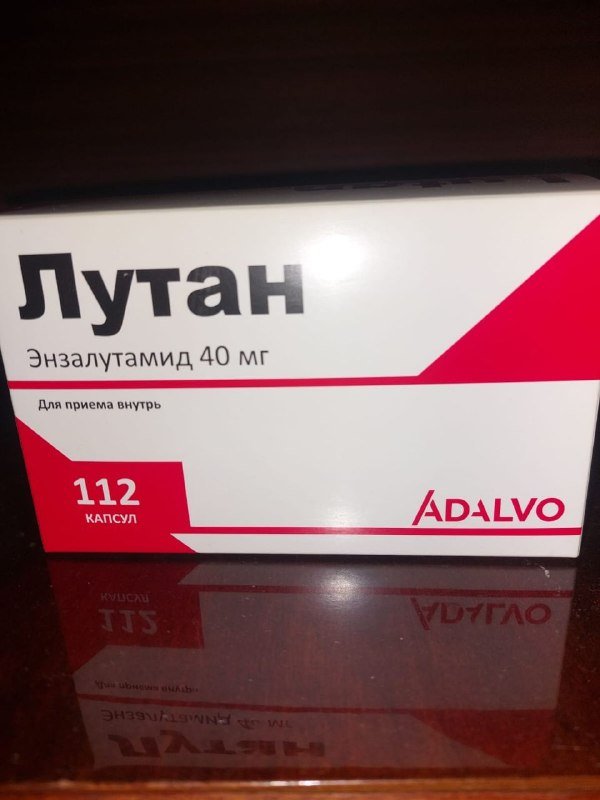 Лутан
Энзалутамид 40 мг
Для приема внутрь
112
КАПСУЛ
ADALVO